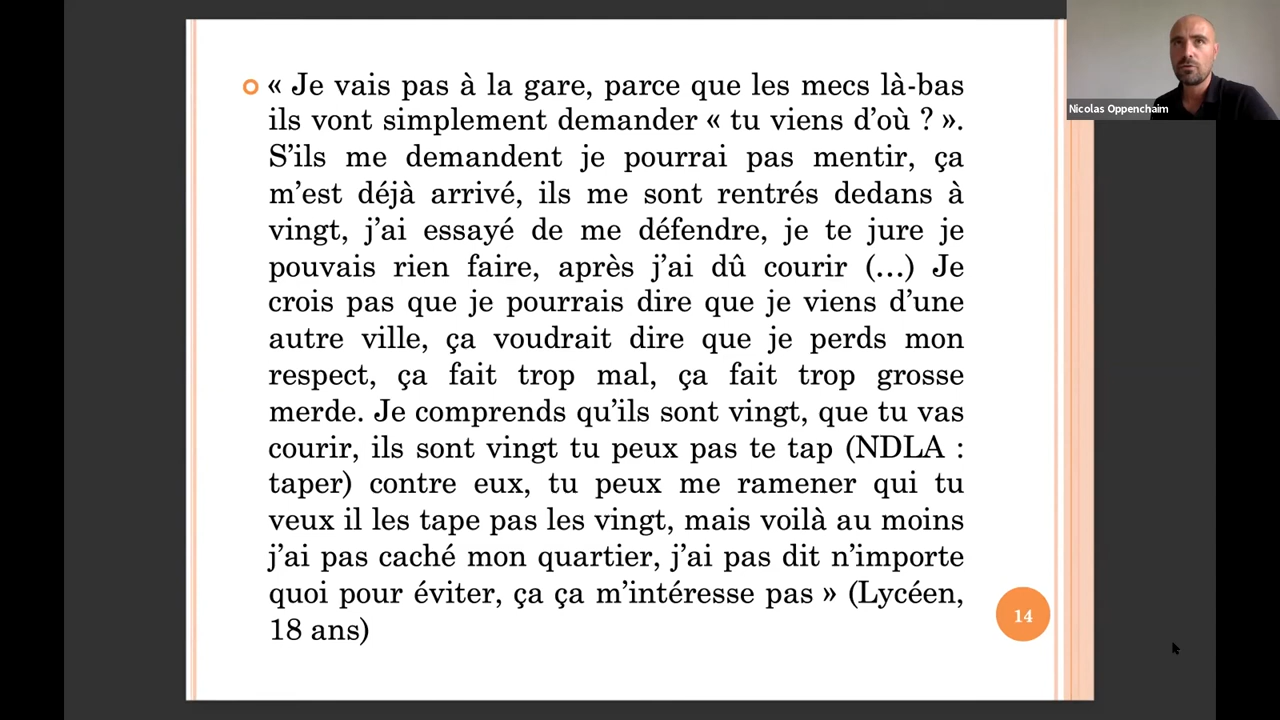 « Je vais pas à la gare, parce que les mecs là-bas
ils vont simplement demander « tu viens d’où ? ».
S’ils me demandent je pourrai pas mentir, ça
m’est déjà arrivé, ils me sont rentrés dedans à
vingt, j’ai essayé de me défendre, je te jure je
pouvais rien faire, après j’ai dû courir (…) Je
crois pas que je pourrais dire que je viens d’une
autre ville, ça voudrait dire que je perds mon
respect, ça fait trop mal, ça fait trop grosse
merde. Je comprends qu’ils sont vingt, que tu vas
courir, ils sont vingt tu peux pas te tap (NDLA :
taper) contre eux, tu peux me ramener qui tu
veux il les tape pas les vingt, mais voilà au moins
j’ai pas caché mon quartier, j’ai pas dit n’importe
quoi pour éviter, ça ça m’intéresse pas » (Lycéen,
18 ans)
14
Nicolas Oppenchaim